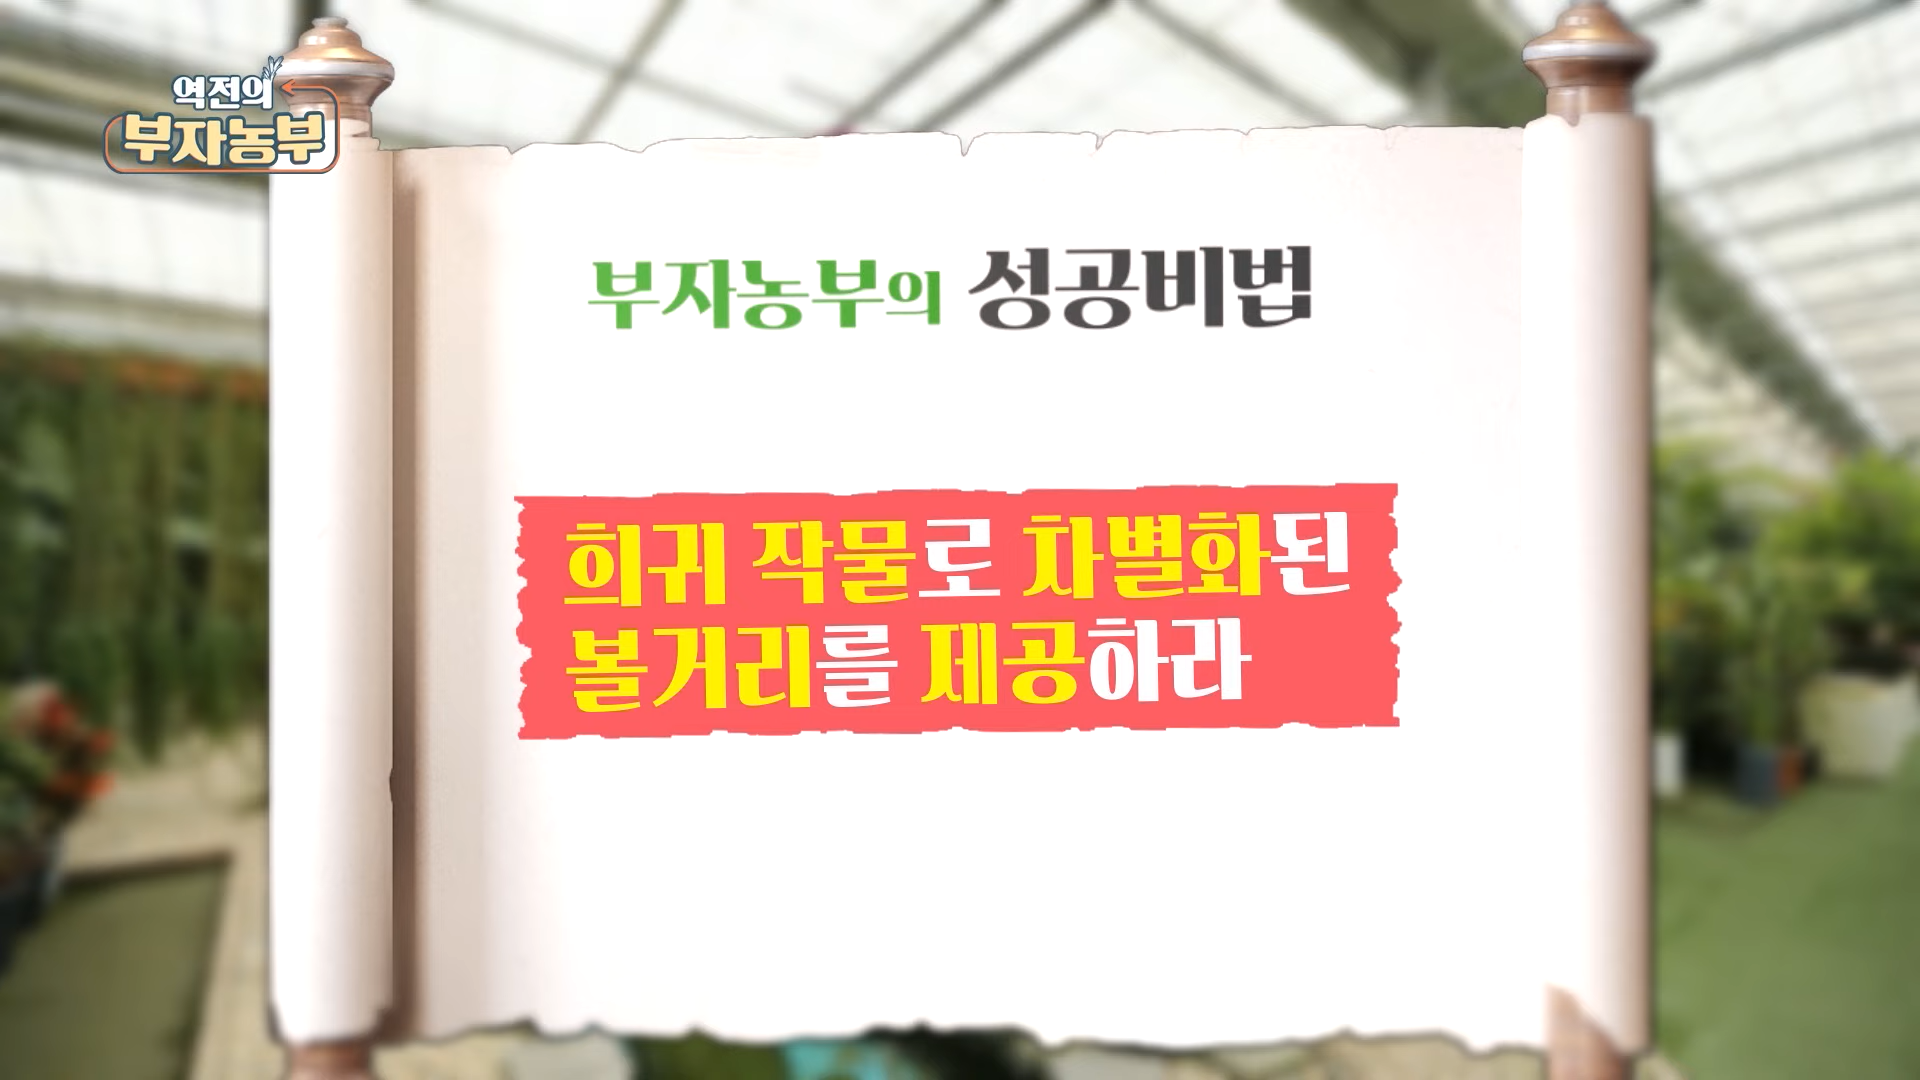 역전의
부자농부
부자농부의 성공비법
희귀 작물로 차별화된
볼거리를 제공하라